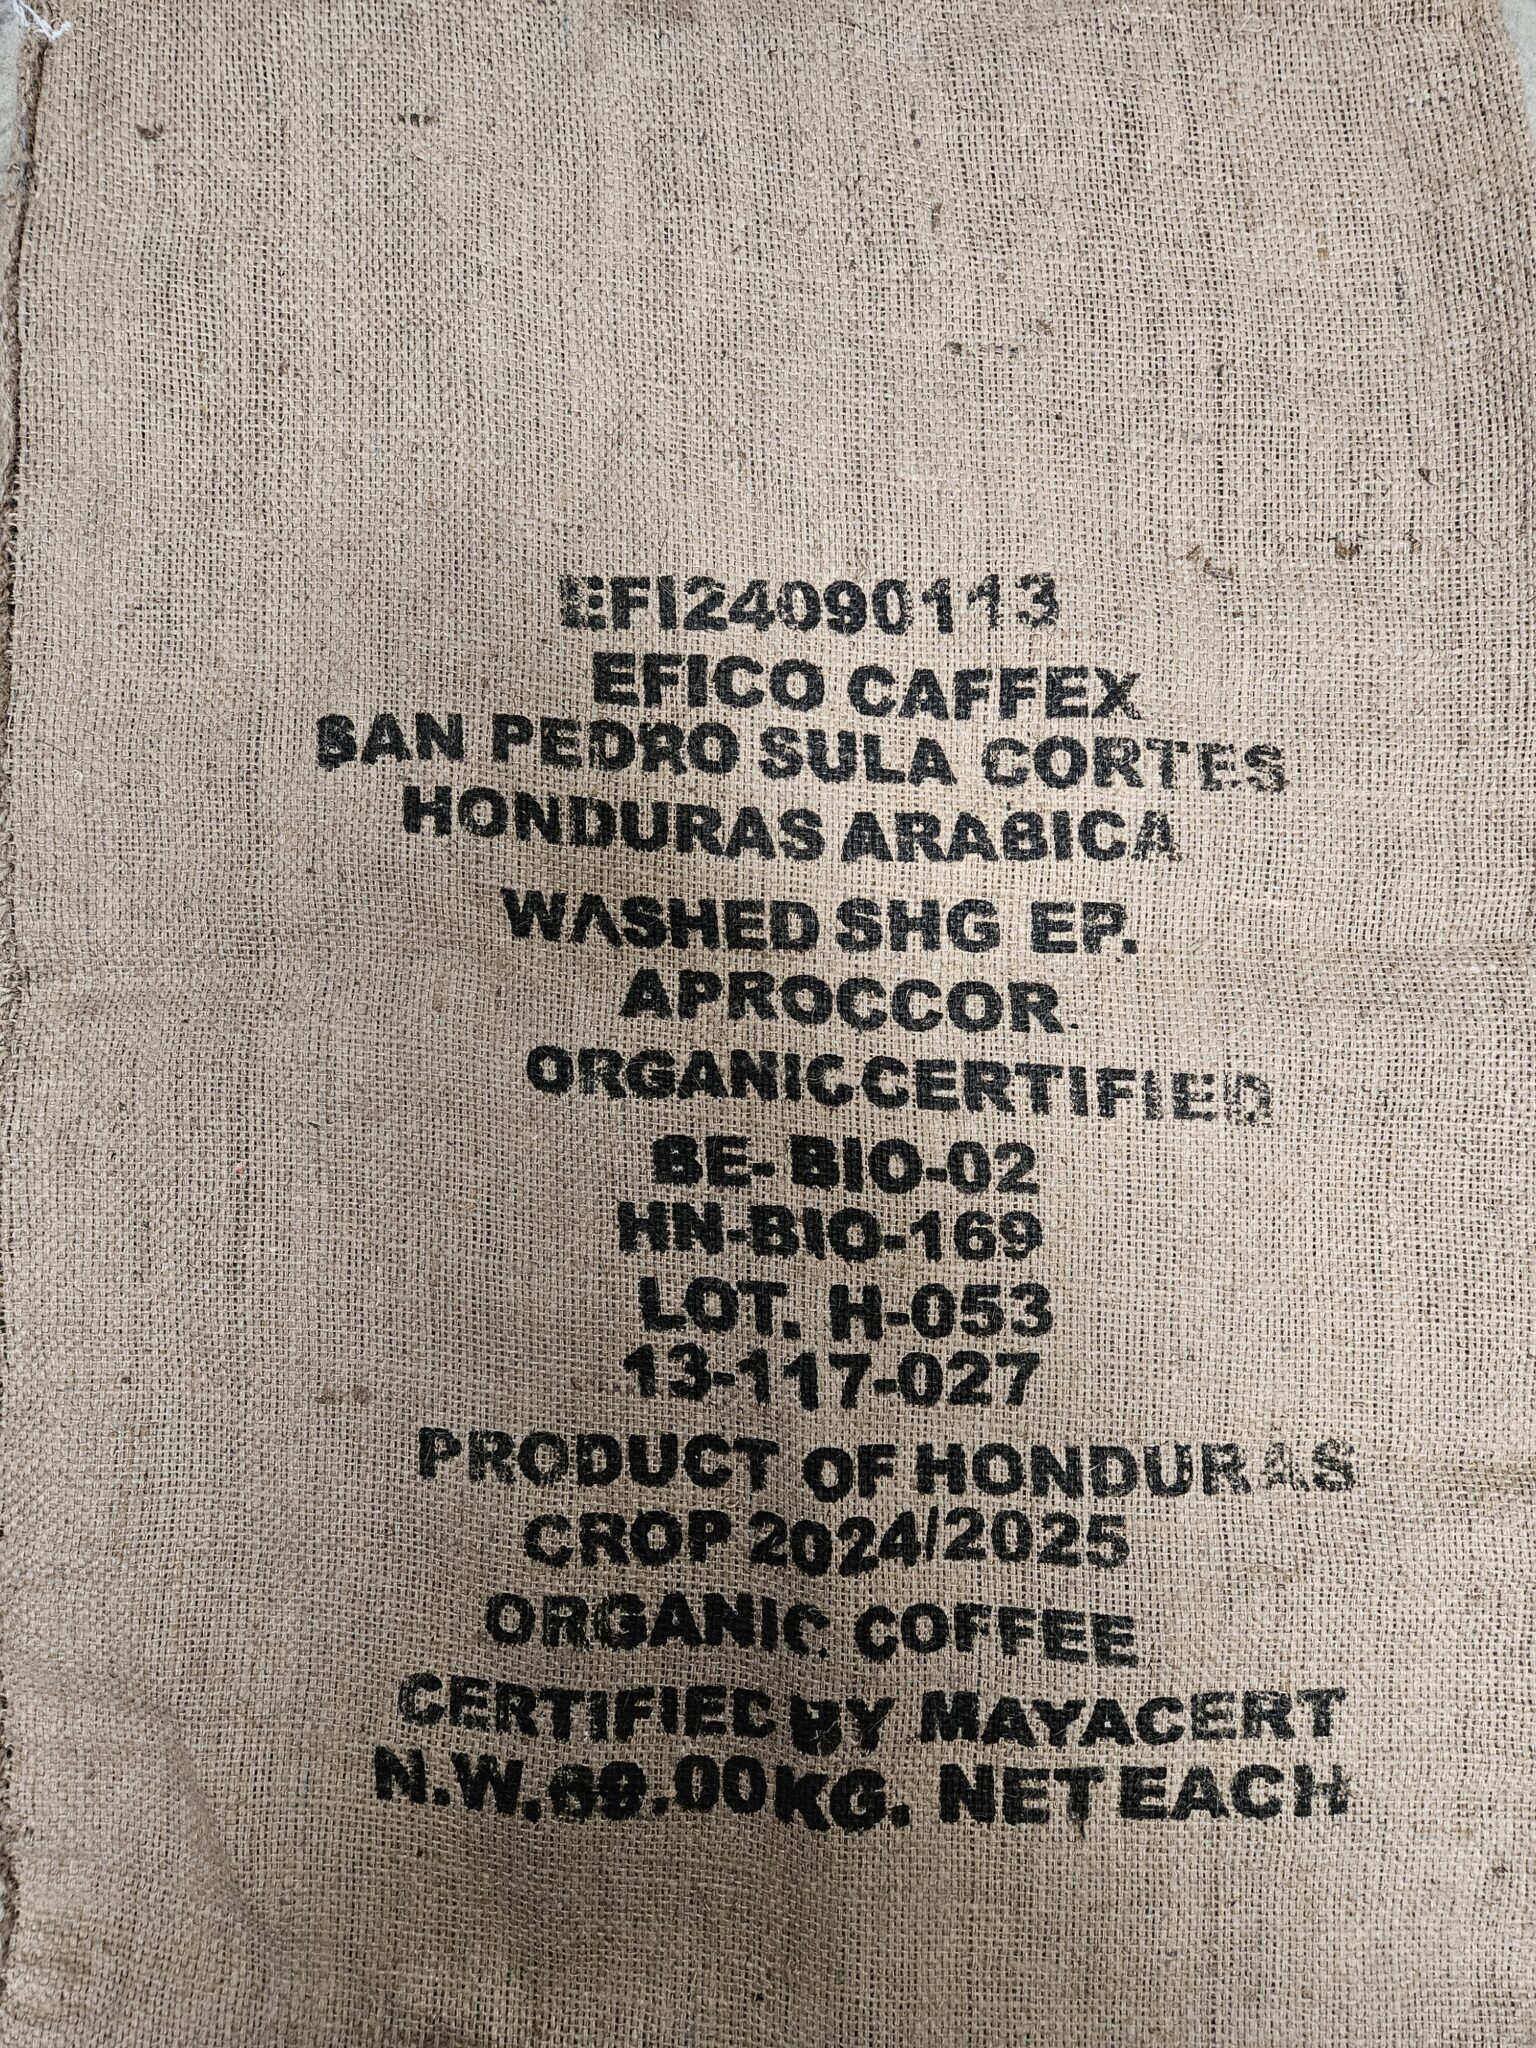 EFI24090113
EFICO CAFFEX
SAN PEDRO SULA CORTES
HONDURAS ARABICA
WASHED SHG EP.
APROCCOR.
ORGANIC CERTIFIED
BE-BIO-02
HN-BIO-169
LOT. H-053
13-117-027
PRODUCT OF HONDURAS
CROP 2024/2025
ORGANIC COFFEE
CERTIFIED BY MAYACERT
N.W.69.00KG. NET EACH